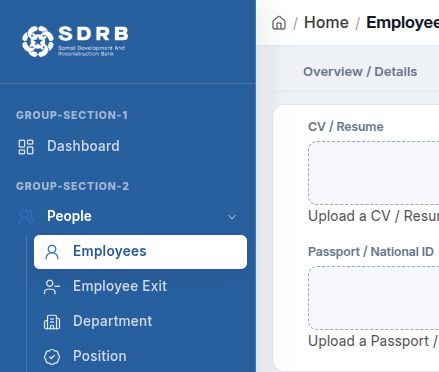 SDRB
Somali Development And
Reconstruction Bank
/ Home / Employee
Overview / Details
GROUP-SECTION-1
Dashboard
CV / Resume
GROUP-SECTION-2
People
Upload a CV / Resu
Employees
Passport / National ID
Employee Exit
Department
Upload a Passport /
Position